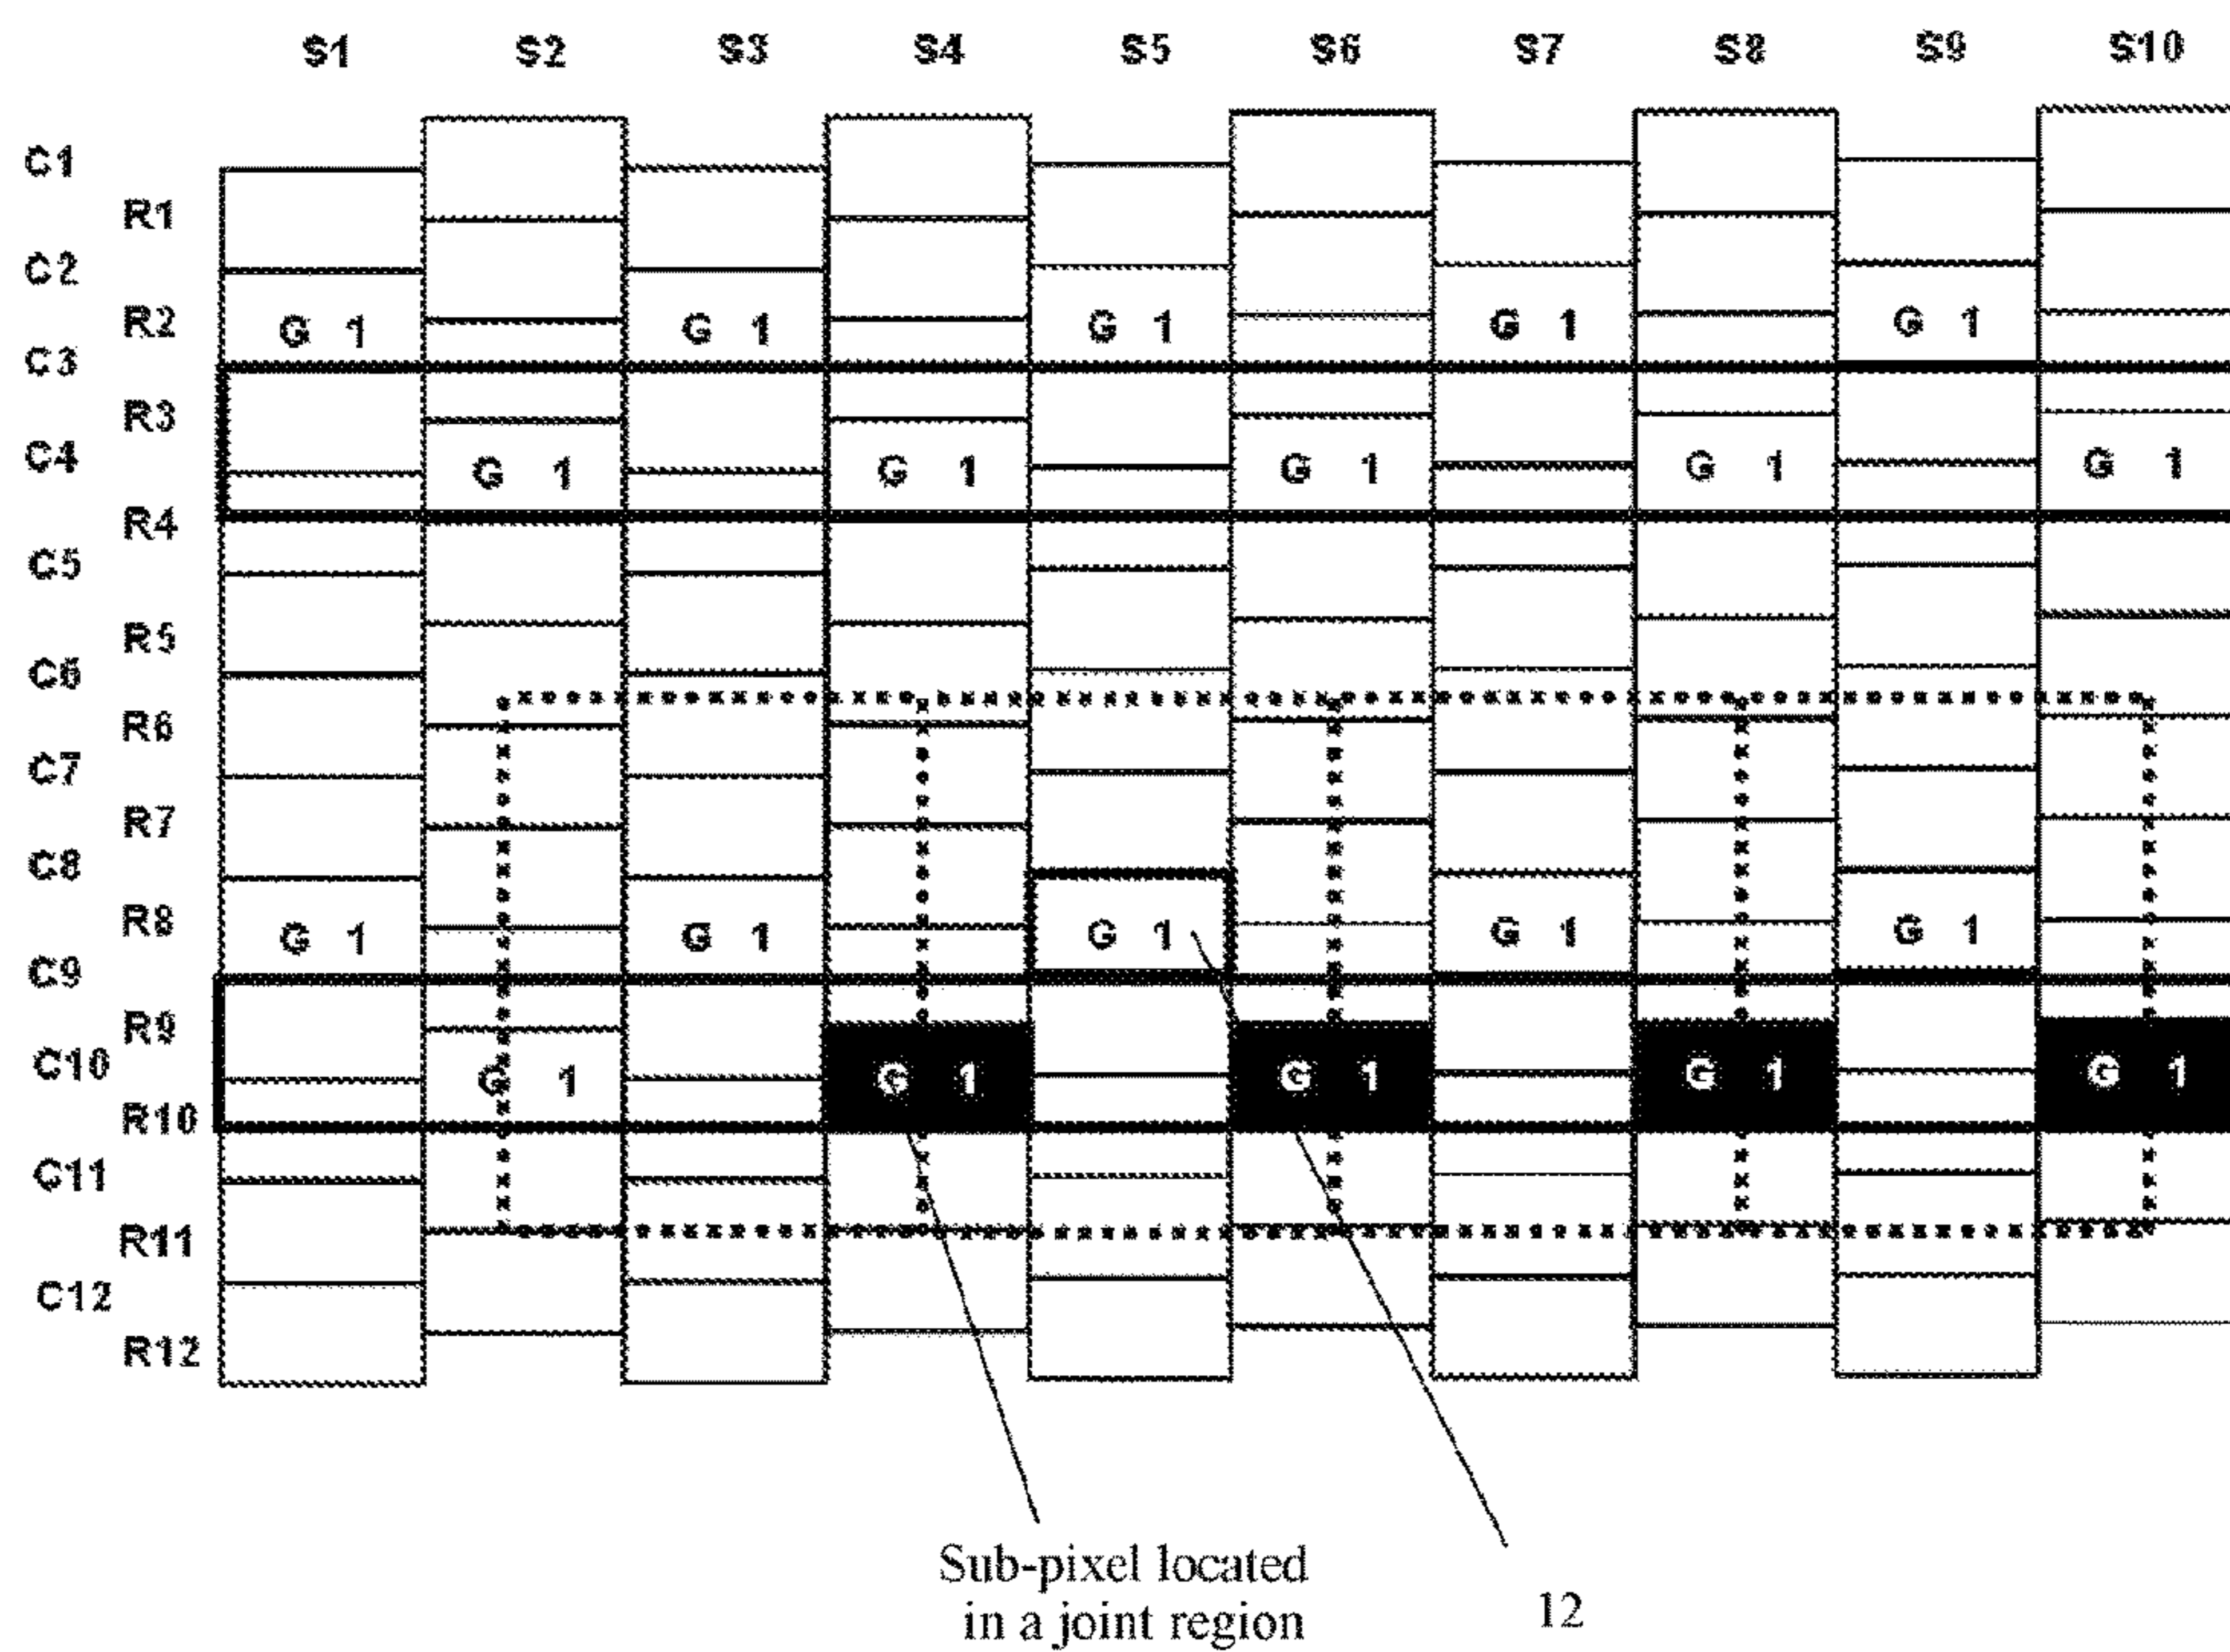 S1 S2 S3 S4 S5 S6 S7 S8 S9 S10
C1
R1
C2
R2 G 1 G 1 G 1 G 1 G 1
C3
R3
C4 G 1 G 1 G 1 G 1 G 1
R4
C5
R5
C6
R6
C7
R7
C8
R8 G 1 G 1 G 1 G 1 G 1
C9
R9
C10 G 1 G 1 G 1 G 1 G 1
R10
C11
R11
C12
R12
Sub-pixel located
in a joint region
12